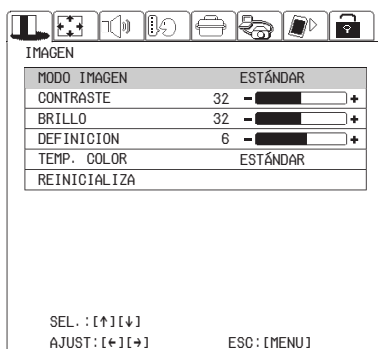 IMAGEN
MODO IMAGEN ESTÁNDAR
CONTRASTE 32 - +
BRILLO 32 - +
DEFINICION 6 - +
TEMP. COLOR ESTÁNDAR
REINICIALIZA
SEL.:[↑][↓]
AJUST:[←][→] ESC:[MENU]